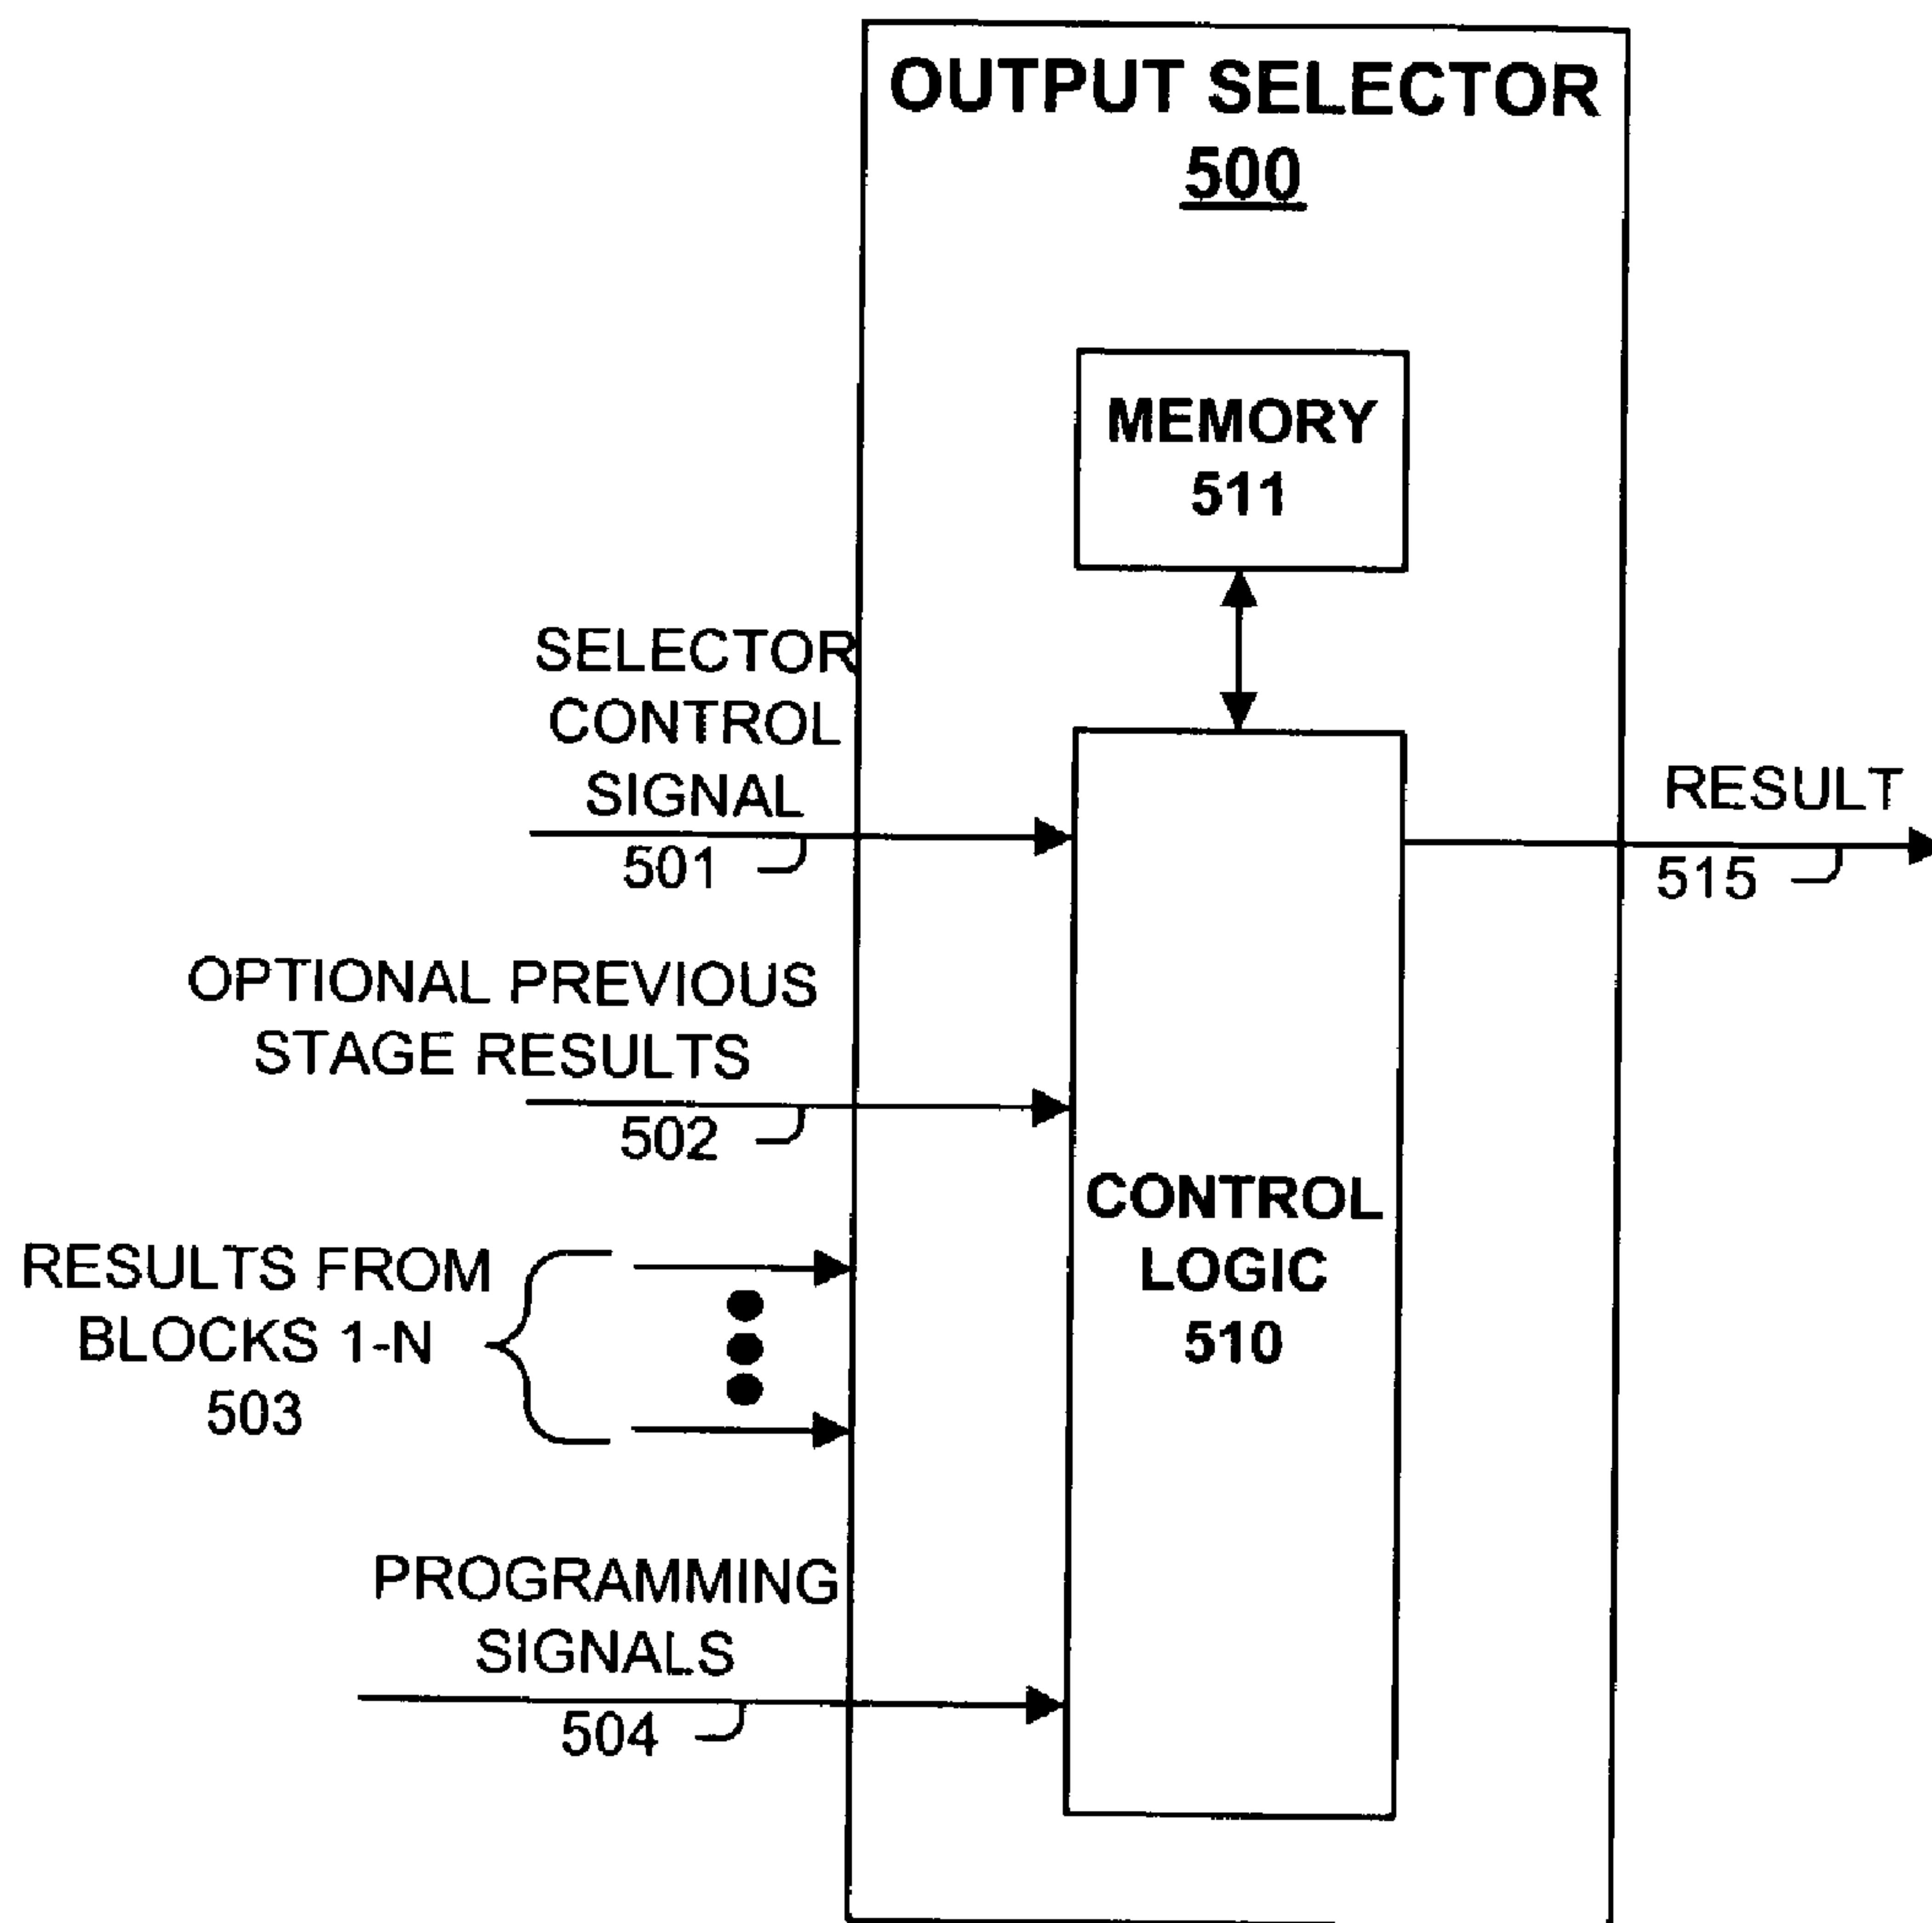 OUTPUT SELECTOR
500
MEMORY
511
SELECTOR
CONTROL
SIGNAL
501
RESULT
515
OPTIONAL PREVIOUS
STAGE RESULTS
502
CONTROL
LOGIC
510
RESULTS FROM
BLOCKS 1-N
503
PROGRAMMING
SIGNALS
504